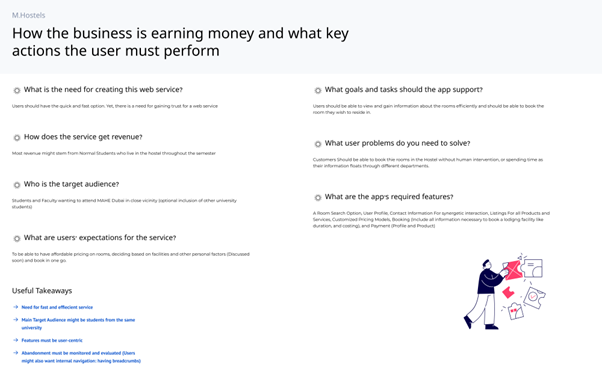 M.Hostels
How the business is earning money and what key
actions the user must perform
What is the need for creating this web service?
Users should have the quick and fast option. Yet, there is a need for gaining trust for a web service
How does the service get revenue?
Most revenue might stem from Normal Students who live in the hostel throughout the semester
Who is the target audience?
Students and Faculty wanting to attend MAHE Dubai in close vicinity (optional inclusion of other university
students)
What are users' expectations for the service?
To be able to have affordable pricing on rooms, deciding based on facilities and other personal factors (Discussed
soon) and book in one go.
Useful Takeaways
Need for fast and effecient service
Main Target Audience might be students from the same
university
Features must be user-centric
Abandonment must be monitored and evaluated (Users
might also want internal navigation: having breadcrumbs)
What goals and tasks should the app support?
Users should be able to view and gain information about the rooms efficiently and should be able to book the
room they wish to reside in.
What user problems do you need to solve?
Customers Should be able to book the rooms in the Hostel without human intervention, or spending time as
their information floats through different departments.
What are the app's required features?
A Room Search Option, User Profile, Contact Information For synergetic interaction, Listings For all Products and
Services, Customized Pricing Models, Booking (include all information necessary to book a lodging facility like
duration, and costing), and Payment (Profile and Product)